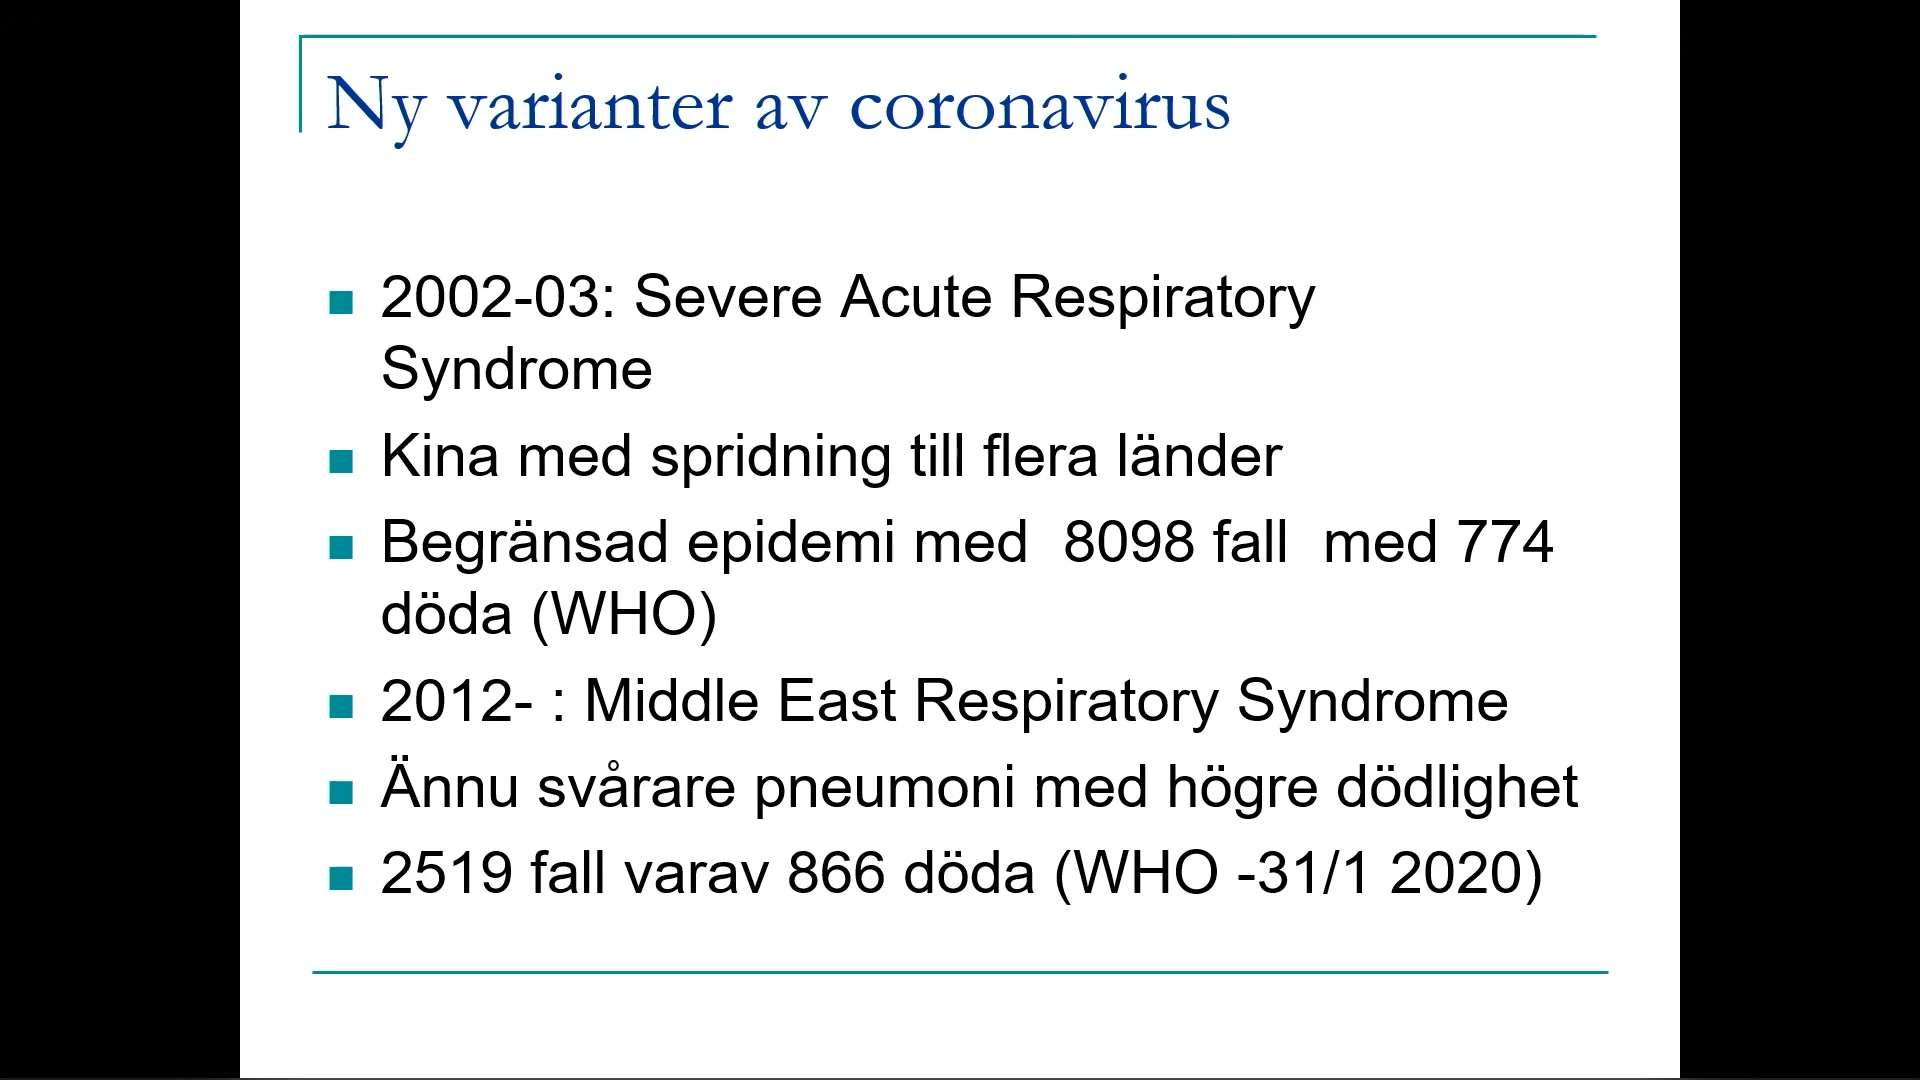 Ny varianter av coronavirus
2002-03: Severe Acute Respiratory
Syndrome
Kina med spridning till flera länder
Begränsad epidemi med  8098 fall  med 774
döda (WHO)
2012- : Middle East Respiratory Syndrome
Ännu svårare pneumoni med högre dödlighet
2519 fall varav 866 döda (WHO -31/1 2020)